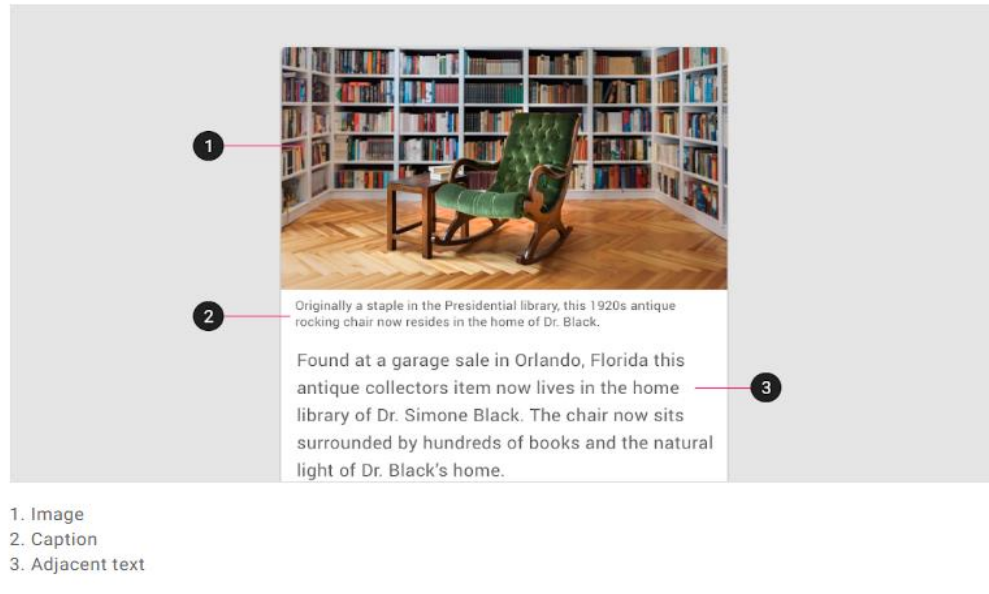 1
2
Originally a staple in the Presidential library, this 1920s antique
rocking chair now resides in the home of Dr. Black.
Found at a garage sale in Orlando, Florida this
antique collectors item now lives in the home
3
library of Dr. Simone Black. The chair now sits
surrounded by hundreds of books and the natural
light of Dr. Black's home.
1. Image
2. Caption
3. Adjacent text